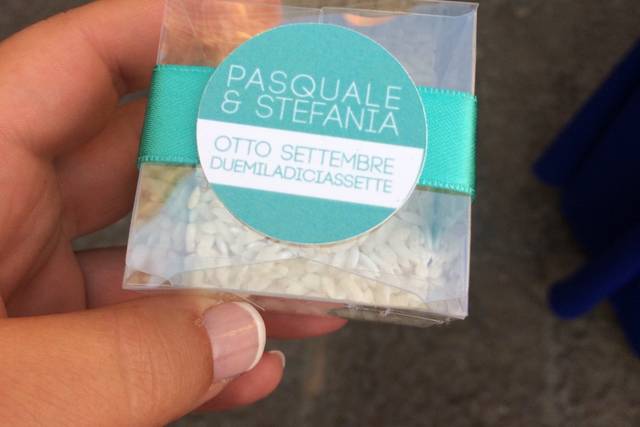 PASQUALE
& STEFANIA
OTTO SETTEMBRE
DUEMILADICIASSETTE